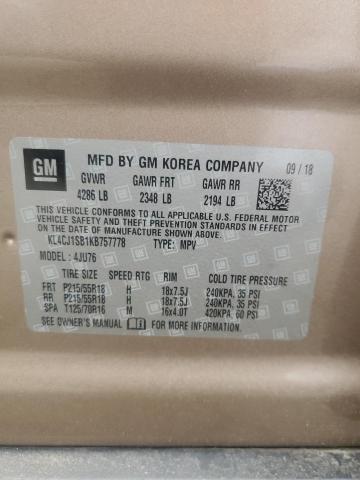 GM
MFD BY GM KOREA COMPANY 09/18
GVWR GAWR FRT GAWR RR
4286 LB 2348 LB 2194 LB
THIS VEHICLE CONFORMS TO ALL APPLICABLE U.S. FEDERAL MOTOR
VEHICLE SAFETY, BUMPER, AND THEFT PREVENTION STANDARDS
IN EFFECT ON THE DATE OF MANUFACTURE SHOWN ABOVE.
KL4CJ1SB1KB757778 TYPE: MPV
MODEL: 4JU76
TIRE SIZE SPEED RTG RIM COLD TIRE PRESSURE
FRT P215/55R18 H 18x7.5J 240KPA, 35 PSI
RR P215/55R18 H 18x7.5J 240KPA, 35 PSI
SPA T125/70R16 M 16x4.0T 420KPA, 60 PSI
SEE OWNER'S MANUAL FOR MORE INFORMATION.